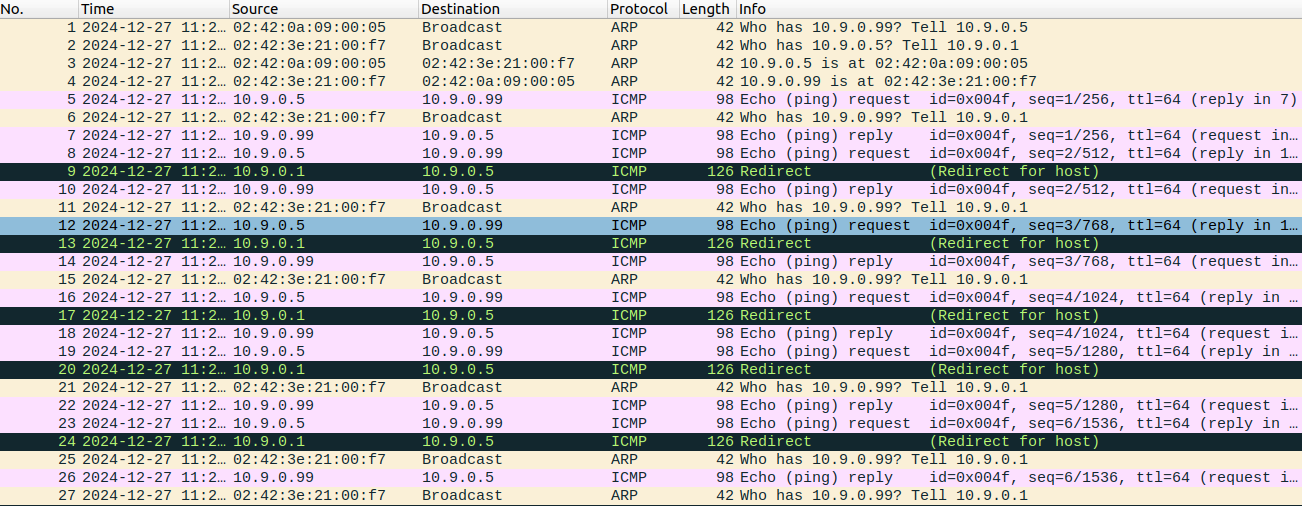 No. Time Source Destination Protocol Length Info
1 2024-12-27 11:2… 02:42:0a:09:00:05 Broadcast ARP 42 Who has 10.9.0.99? Tell 10.9.0.5
2 2024-12-27 11:2… 02:42:3e:21:00:f7 Broadcast ARP 42 Who has 10.9.0.5? Tell 10.9.0.1
3 2024-12-27 11:2… 02:42:0a:09:00:05 02:42:3e:21:00:f7 ARP 42 10.9.0.5 is at 02:42:0a:09:00:05
4 2024-12-27 11:2… 02:42:3e:21:00:f7 02:42:0a:09:00:05 ARP 42 10.9.0.99 is at 02:42:3e:21:00:f7
5 2024-12-27 11:2… 10.9.0.5 10.9.0.99 ICMP 98 Echo (ping) request id=0x004f, seq=1/256, ttl=64 (reply in 7)
6 2024-12-27 11:2… 02:42:3e:21:00:f7 Broadcast ARP 42 Who has 10.9.0.99? Tell 10.9.0.1
7 2024-12-27 11:2… 10.9.0.99 10.9.0.5 ICMP 98 Echo (ping) reply id=0x004f, seq=1/256, ttl=64 (request in…
8 2024-12-27 11:2… 10.9.0.5 10.9.0.99 ICMP 98 Echo (ping) request id=0x004f, seq=2/512, ttl=64 (reply in 1…
9 2024-12-27 11:2… 10.9.0.1 10.9.0.5 ICMP 126 Redirect (Redirect for host)
10 2024-12-27 11:2… 10.9.0.99 10.9.0.5 ICMP 98 Echo (ping) reply id=0x004f, seq=2/512, ttl=64 (request in…
11 2024-12-27 11:2… 02:42:3e:21:00:f7 Broadcast ARP 42 Who has 10.9.0.99? Tell 10.9.0.1
12 2024-12-27 11:2… 10.9.0.5 10.9.0.99 ICMP 98 Echo (ping) request id=0x004f, seq=3/768, ttl=64 (reply in 1…
13 2024-12-27 11:2… 10.9.0.1 10.9.0.5 ICMP 126 Redirect (Redirect for host)
14 2024-12-27 11:2… 10.9.0.99 10.9.0.5 ICMP 98 Echo (ping) reply id=0x004f, seq=3/768, ttl=64 (request in…
15 2024-12-27 11:2… 02:42:3e:21:00:f7 Broadcast ARP 42 Who has 10.9.0.99? Tell 10.9.0.1
16 2024-12-27 11:2… 10.9.0.5 10.9.0.99 ICMP 98 Echo (ping) request id=0x004f, seq=4/1024, ttl=64 (reply in …
17 2024-12-27 11:2… 10.9.0.1 10.9.0.5 ICMP 126 Redirect (Redirect for host)
18 2024-12-27 11:2… 10.9.0.99 10.9.0.5 ICMP 98 Echo (ping) reply id=0x004f, seq=4/1024, ttl=64 (request i…
19 2024-12-27 11:2… 10.9.0.5 10.9.0.99 ICMP 98 Echo (ping) request id=0x004f, seq=5/1280, ttl=64 (reply in …
20 2024-12-27 11:2… 10.9.0.1 10.9.0.5 ICMP 126 Redirect (Redirect for host)
21 2024-12-27 11:2… 02:42:3e:21:00:f7 Broadcast ARP 42 Who has 10.9.0.99? Tell 10.9.0.1
22 2024-12-27 11:2… 10.9.0.99 10.9.0.5 ICMP 98 Echo (ping) reply id=0x004f, seq=5/1280, ttl=64 (request i…
23 2024-12-27 11:2… 10.9.0.5 10.9.0.99 ICMP 98 Echo (ping) request id=0x004f, seq=6/1536, ttl=64 (reply in …
24 2024-12-27 11:2… 10.9.0.1 10.9.0.5 ICMP 126 Redirect (Redirect for host)
25 2024-12-27 11:2… 02:42:3e:21:00:f7 Broadcast ARP 42 Who has 10.9.0.99? Tell 10.9.0.1
26 2024-12-27 11:2… 10.9.0.99 10.9.0.5 ICMP 98 Echo (ping) reply id=0x004f, seq=6/1536, ttl=64 (request i…
27 2024-12-27 11:2… 02:42:3e:21:00:f7 Broadcast ARP 42 Who has 10.9.0.99? Tell 10.9.0.1